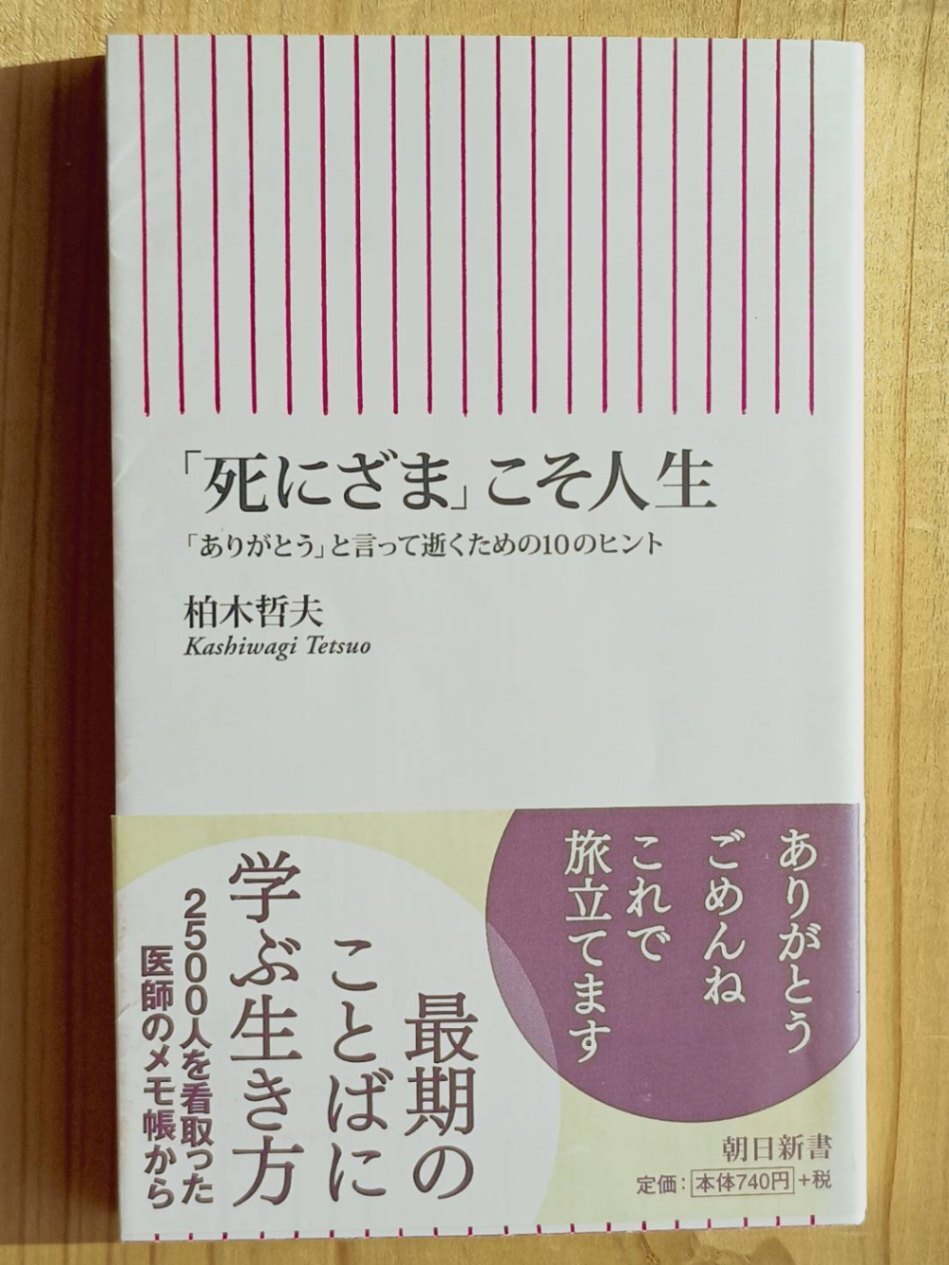 「死にざま」こそ人生
「ありがとう」と言って逝くための10のヒント
柏木哲夫
Kashiwagi Tetsuo
ありがとう
ごめんね
これで
旅立てます
最期の
ことばに
学ぶ生き方
2500人を看取った
医師のメモ帳から
朝日新書
定価：本体740円+税